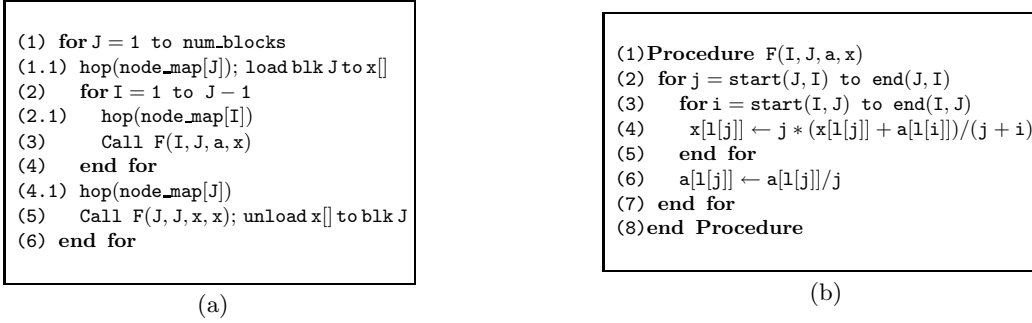 (1) for J = 1 to num_blocks
(1.1) hop(node_map[J]); load blk J to x[]
(2) for I = 1 to J − 1
(2.1) hop(node_map[I])
(3) Call F(I, J, a, x)
(4) end for
(4.1) hop(node_map[J])
(5) Call F(J, J, x, x); unload x[] to blk J
(6) end for
(a)
(1)Procedure F(I, J, a, x)
(2) for j = start(J, I) to end(J, I)
(3) for i = start(I, J) to end(I, J)
(4) x[l[j]] ← j ∗ (x[l[j]] + a[l[i]])/(j + i)
(5) end for
(6) a[l[j]] ← a[l[j]]/j
(7) end for
(8)end Procedure
(b)